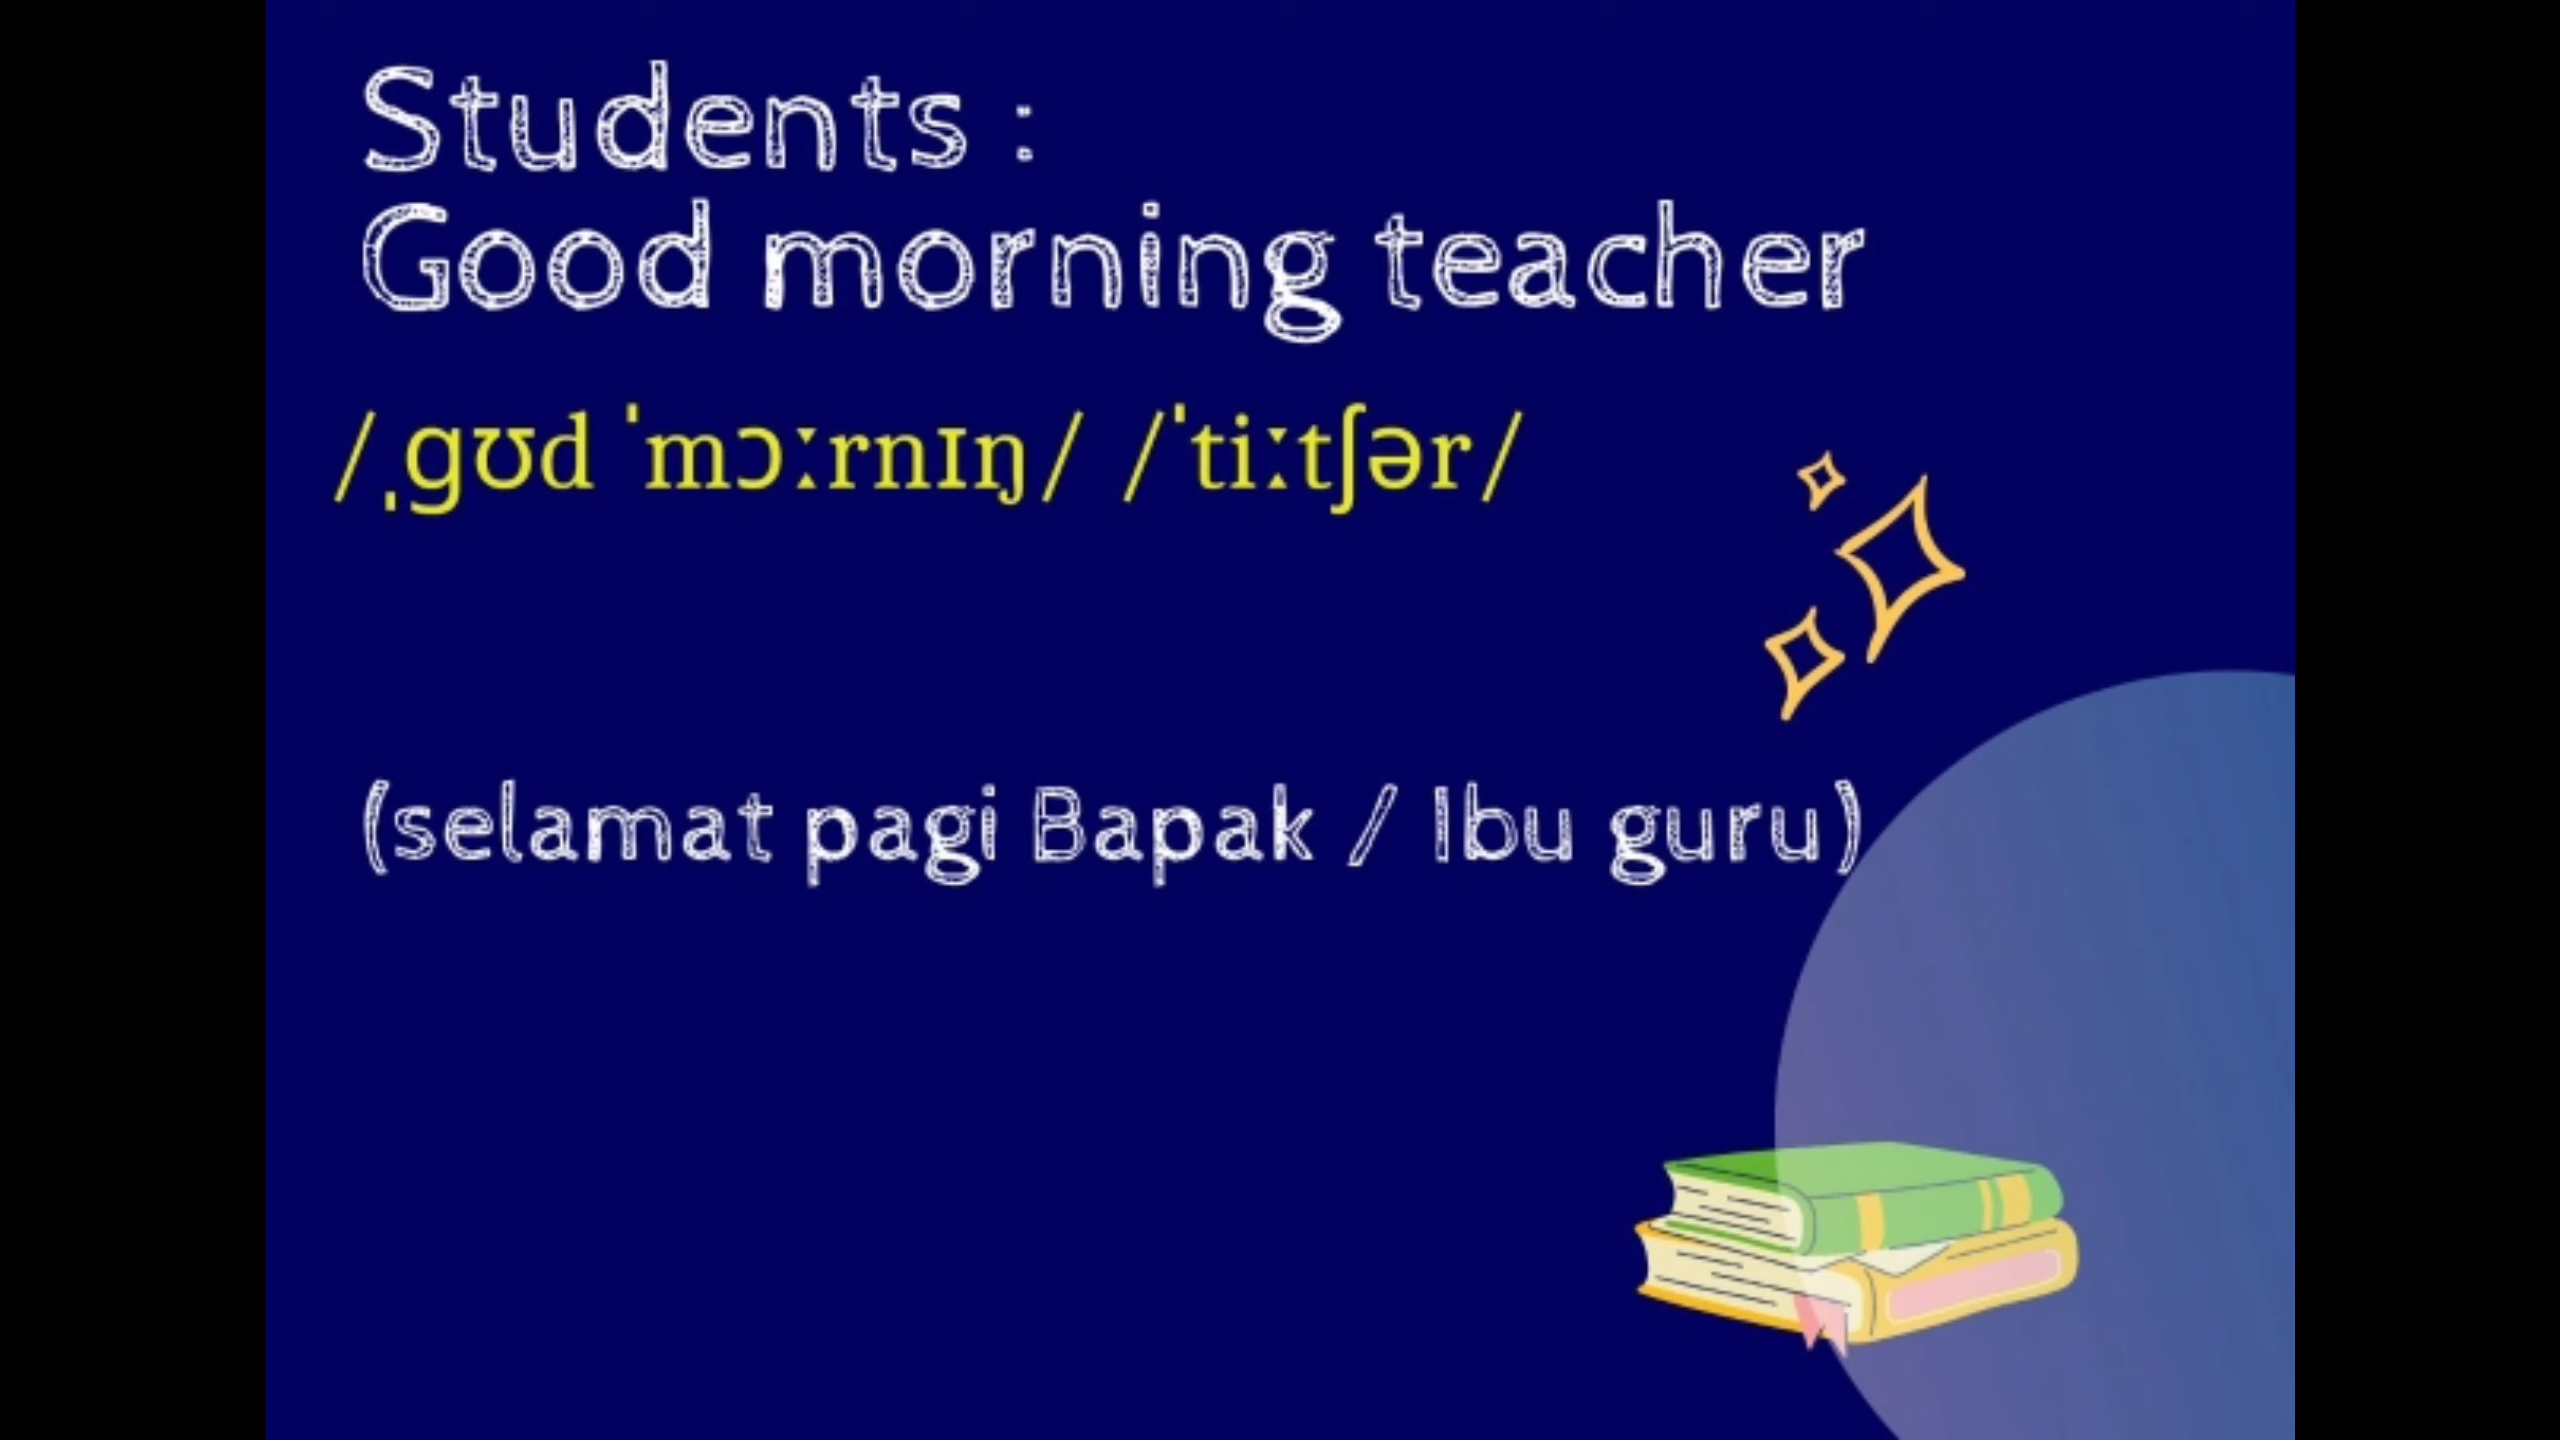 Students :
Good morning teacher
/ˌɡʊd ˈmɔːrnɪŋ/ /ˈtiːtʃər/
(selamat pagi Bapak / Ibu guru)